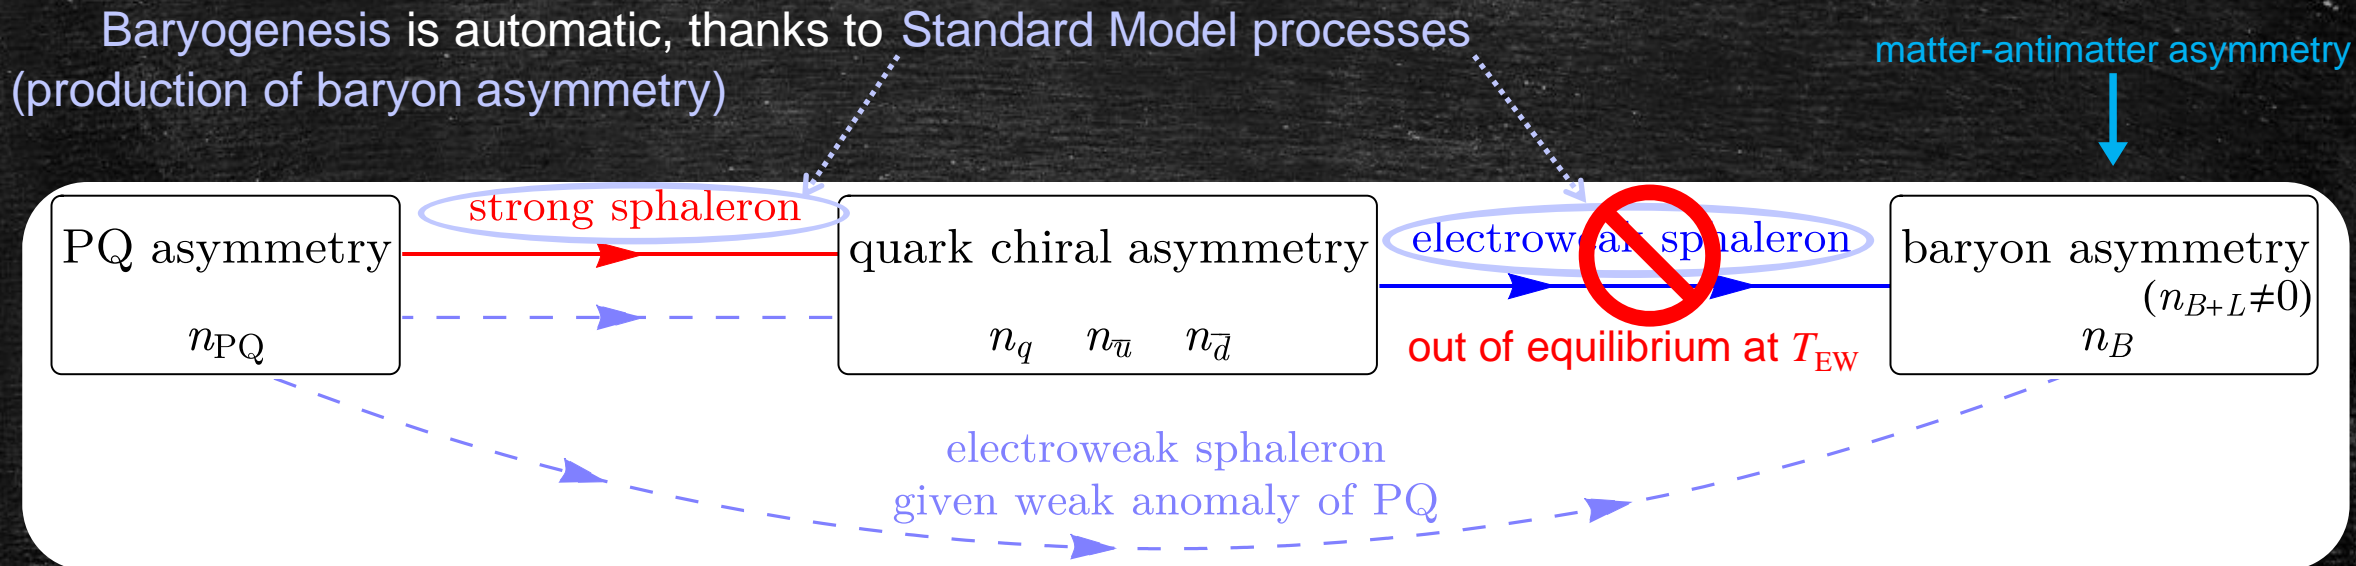 Baryogenesis is automatic, thanks to Standard Model processes
(production of baryon asymmetry)
matter-antimatter asymmetry
PQ asymmetry
n_PQ
strong sphaleron
quark chiral asymmetry
n_q n_ū n_d̄
electroweak sphaleron
out of equilibrium at T_EW
baryon asymmetry
(n_{B+L}≠0)
n_B
electroweak sphaleron
given weak anomaly of PQ